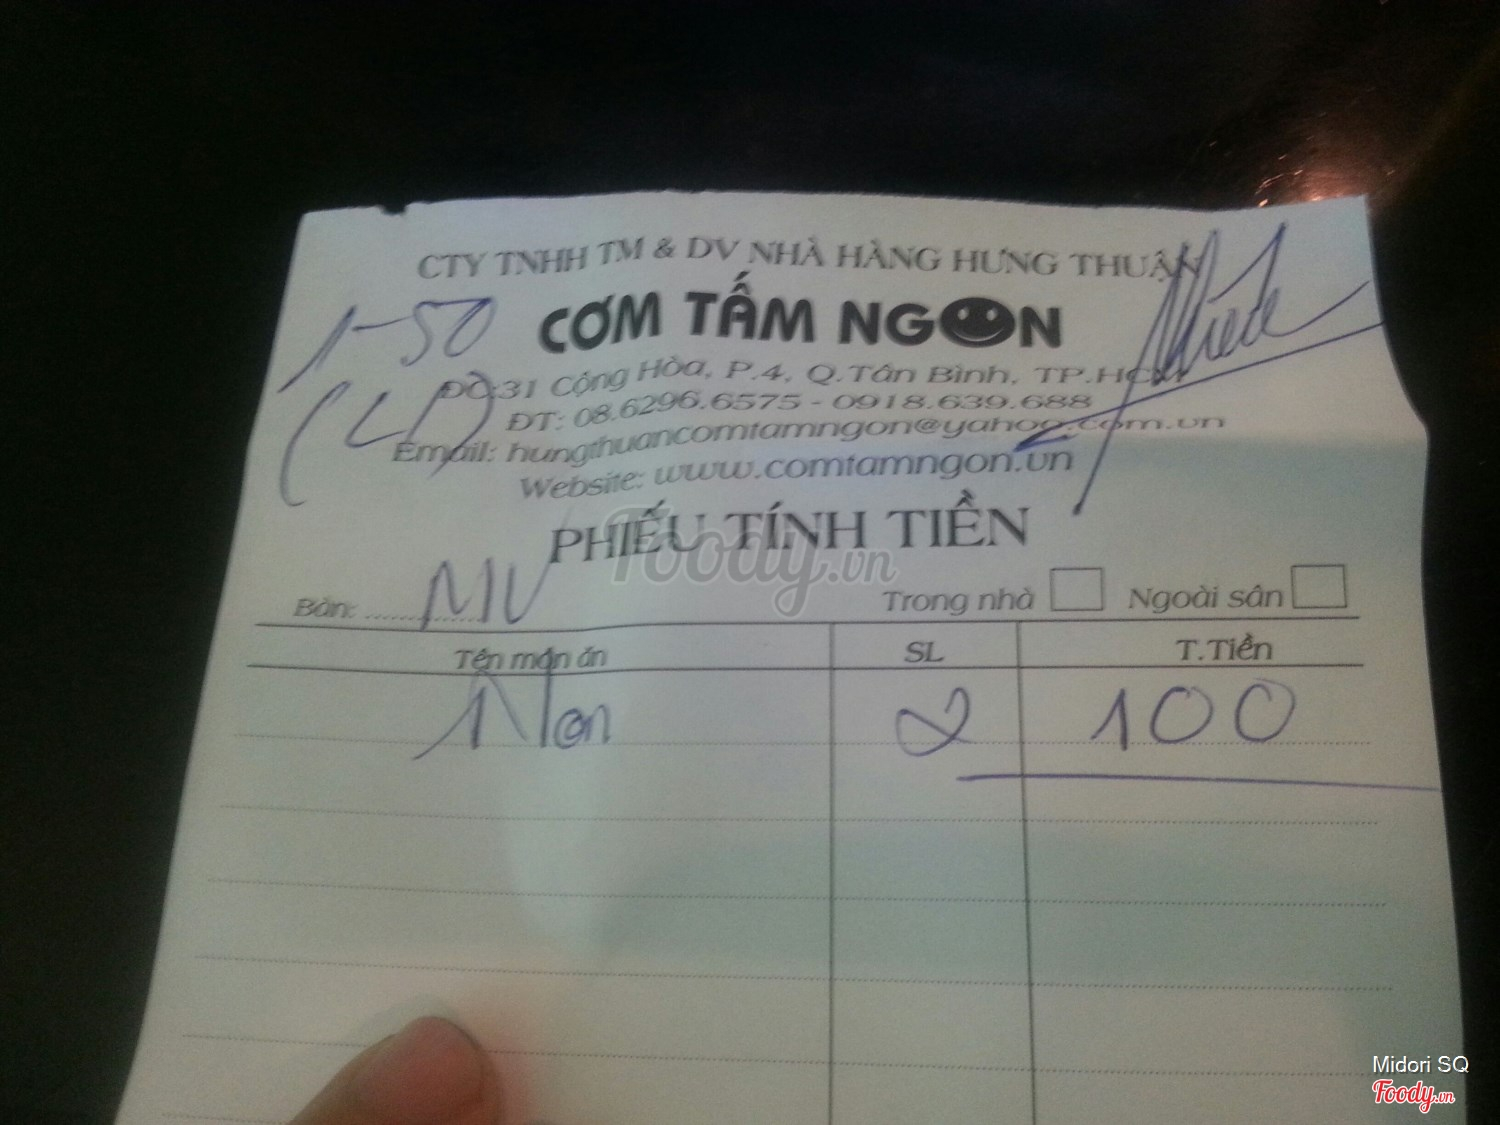 CTY TNHH TM & DV NHÀ HÀNG HƯNG THUẬN
1-50
CƠM TẤM NGON
ĐC:31 Cộng Hòa, P.4, Q.Tân Bình, TP.HCM
ĐT: 08.6296.6575 - 0918.639.688
Email: hungthuancomtamngon@yahoo.com.vn
Website: www.comtamngon.vn
PHIẾU TÍNH TIỀN
Foody.vn
Bàn: ........ MV Trong nhà Ngoài sân
Tên món ăn SL T.Tiền
2 100
Midori SQ
Foody.vn